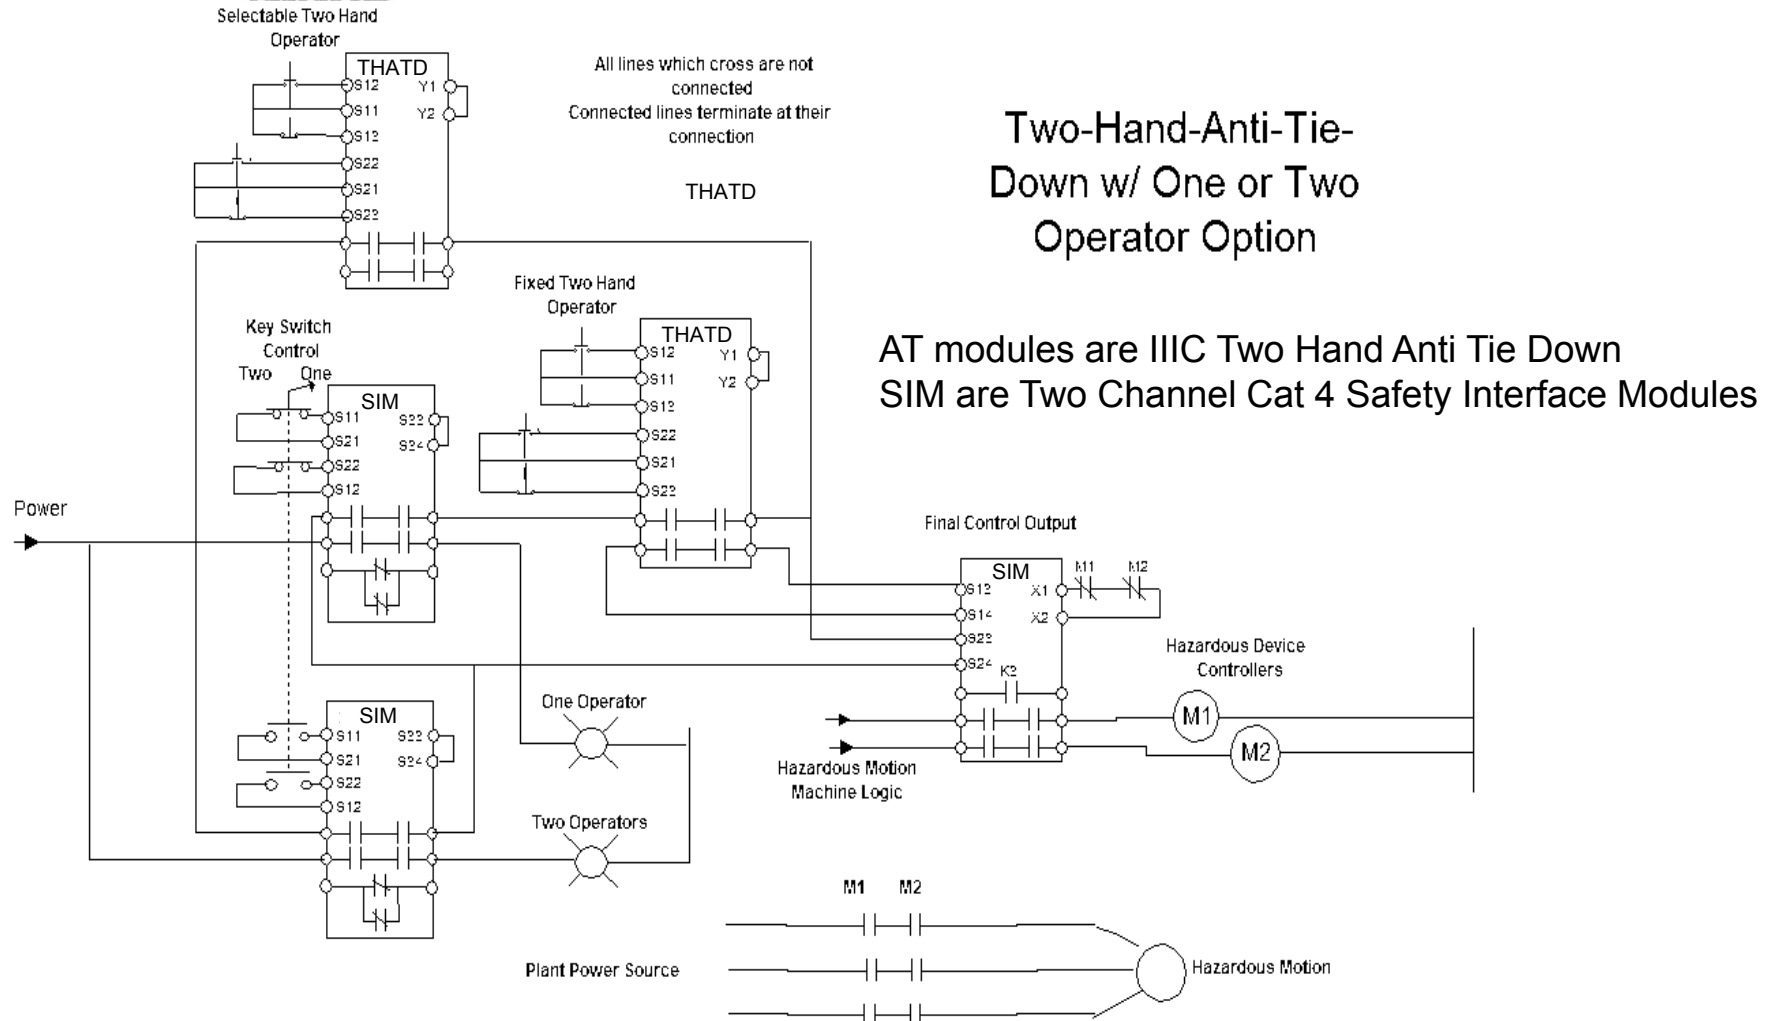 Selectable Two Hand
Operator
THATD
S12
Y1
S11
Y2
S13
S22
S21
S23
All lines which cross are not
connected
Connected lines terminate at their
connection
THATD
Two-Hand-Anti-Tie-
Down w/ One or Two
Operator Option
AT modules are IIIC Two Hand Anti Tie Down
SIM are Two Channel Cat 4 Safety Interface Modules
Fixed Two Hand
Operator
THATD
S12
Y1
S11
Y2
S13
S22
S21
S23
Key Switch
Control
Two One
SIM
S11
S33
S21
S34
S22
S12
Power
Final Control Output
SIM
M1
M2
S13
X1
S14
X2
S23
S24
Hazardous Device
Controllers
M1
M2
Hazardous Motion
Machine Logic
SIM
S11
S21
S34
S22
S12
One Operator
Two Operators
M1 M2
Plant Power Source
Hazardous Motion